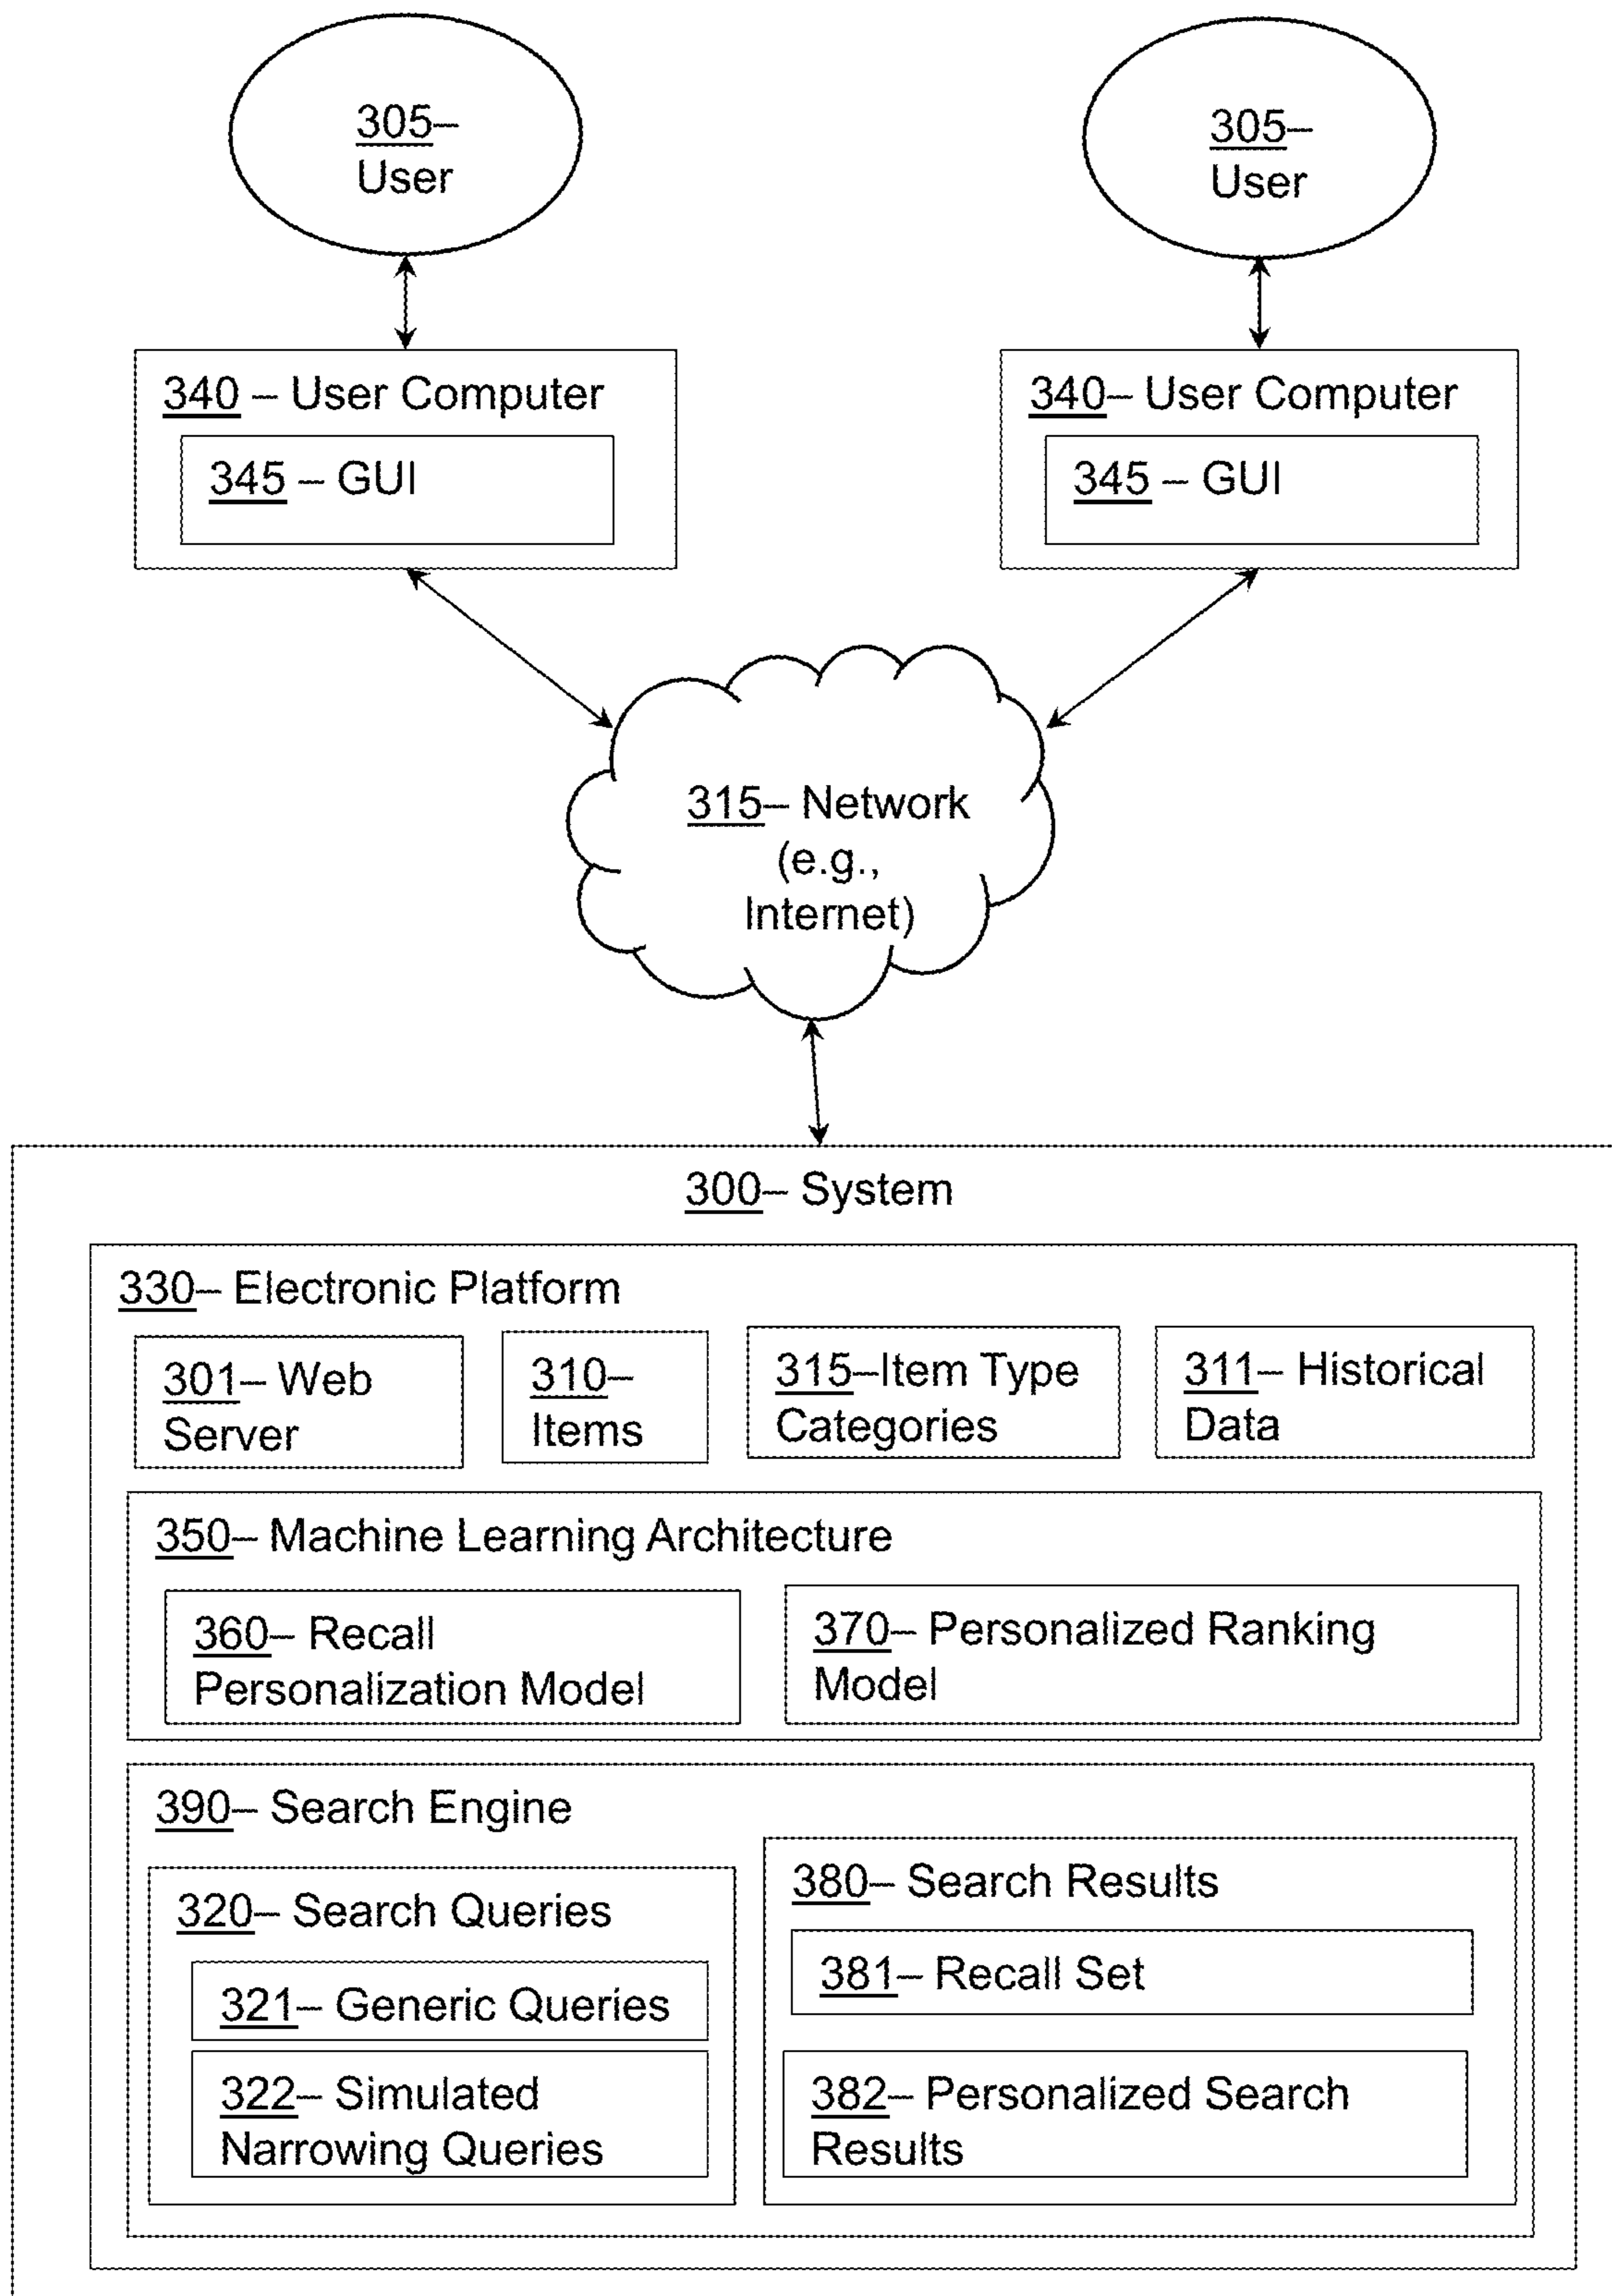 305–
User
305–
User
340 – User Computer
345 – GUI
340– User Computer
345 – GUI
315– Network
(e.g.,
Internet)
300– System
330– Electronic Platform
301– Web
Server
310–
Items
315–Item Type
Categories
311– Historical
Data
350– Machine Learning Architecture
360– Recall
Personalization Model
370– Personalized Ranking
Model
390– Search Engine
320– Search Queries
321– Generic Queries
322– Simulated
Narrowing Queries
380– Search Results
381– Recall Set
382– Personalized Search
Results